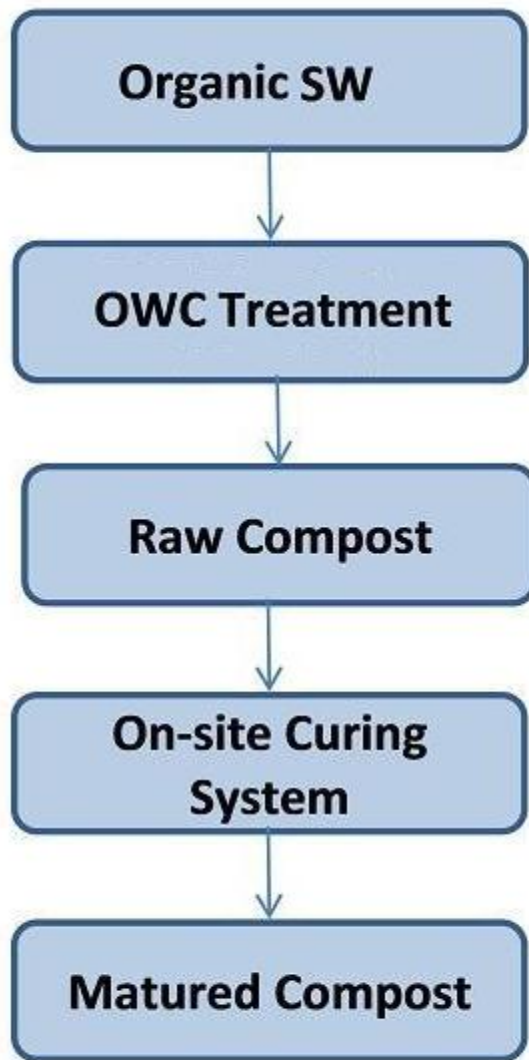 Organic SW
OWC Treatment
Raw Compost
On-site Curing
System
Matured Compost